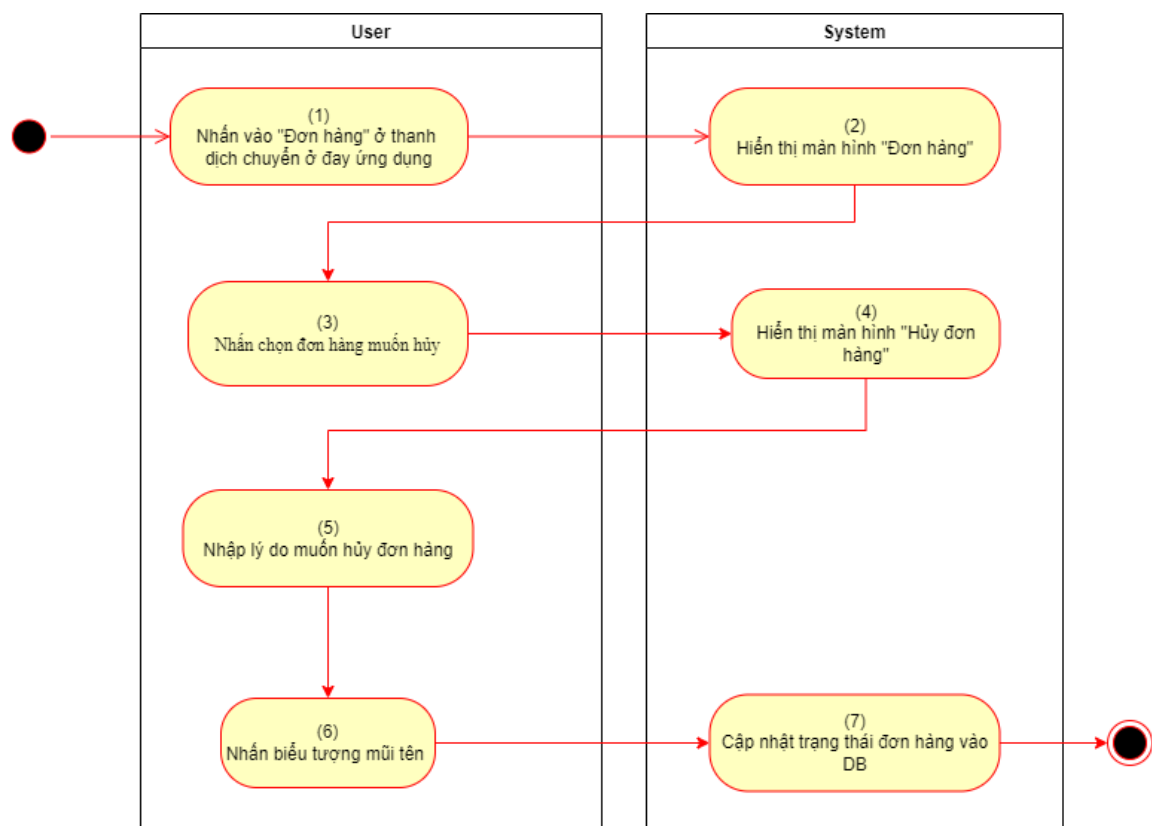 User
System
(1)
Nhấn vào "Đơn hàng" ở thanh
dịch chuyển ở đay ứng dụng
(2)
Hiển thị màn hình "Đơn hàng"
(3)
Nhấn chọn đơn hàng muốn hủy
(4)
Hiển thị màn hình "Hủy đơn
hàng"
(5)
Nhập lý do muốn hủy đơn hàng
(6)
Nhấn biểu tượng mũi tên
(7)
Cập nhật trạng thái đơn hàng vào
DB